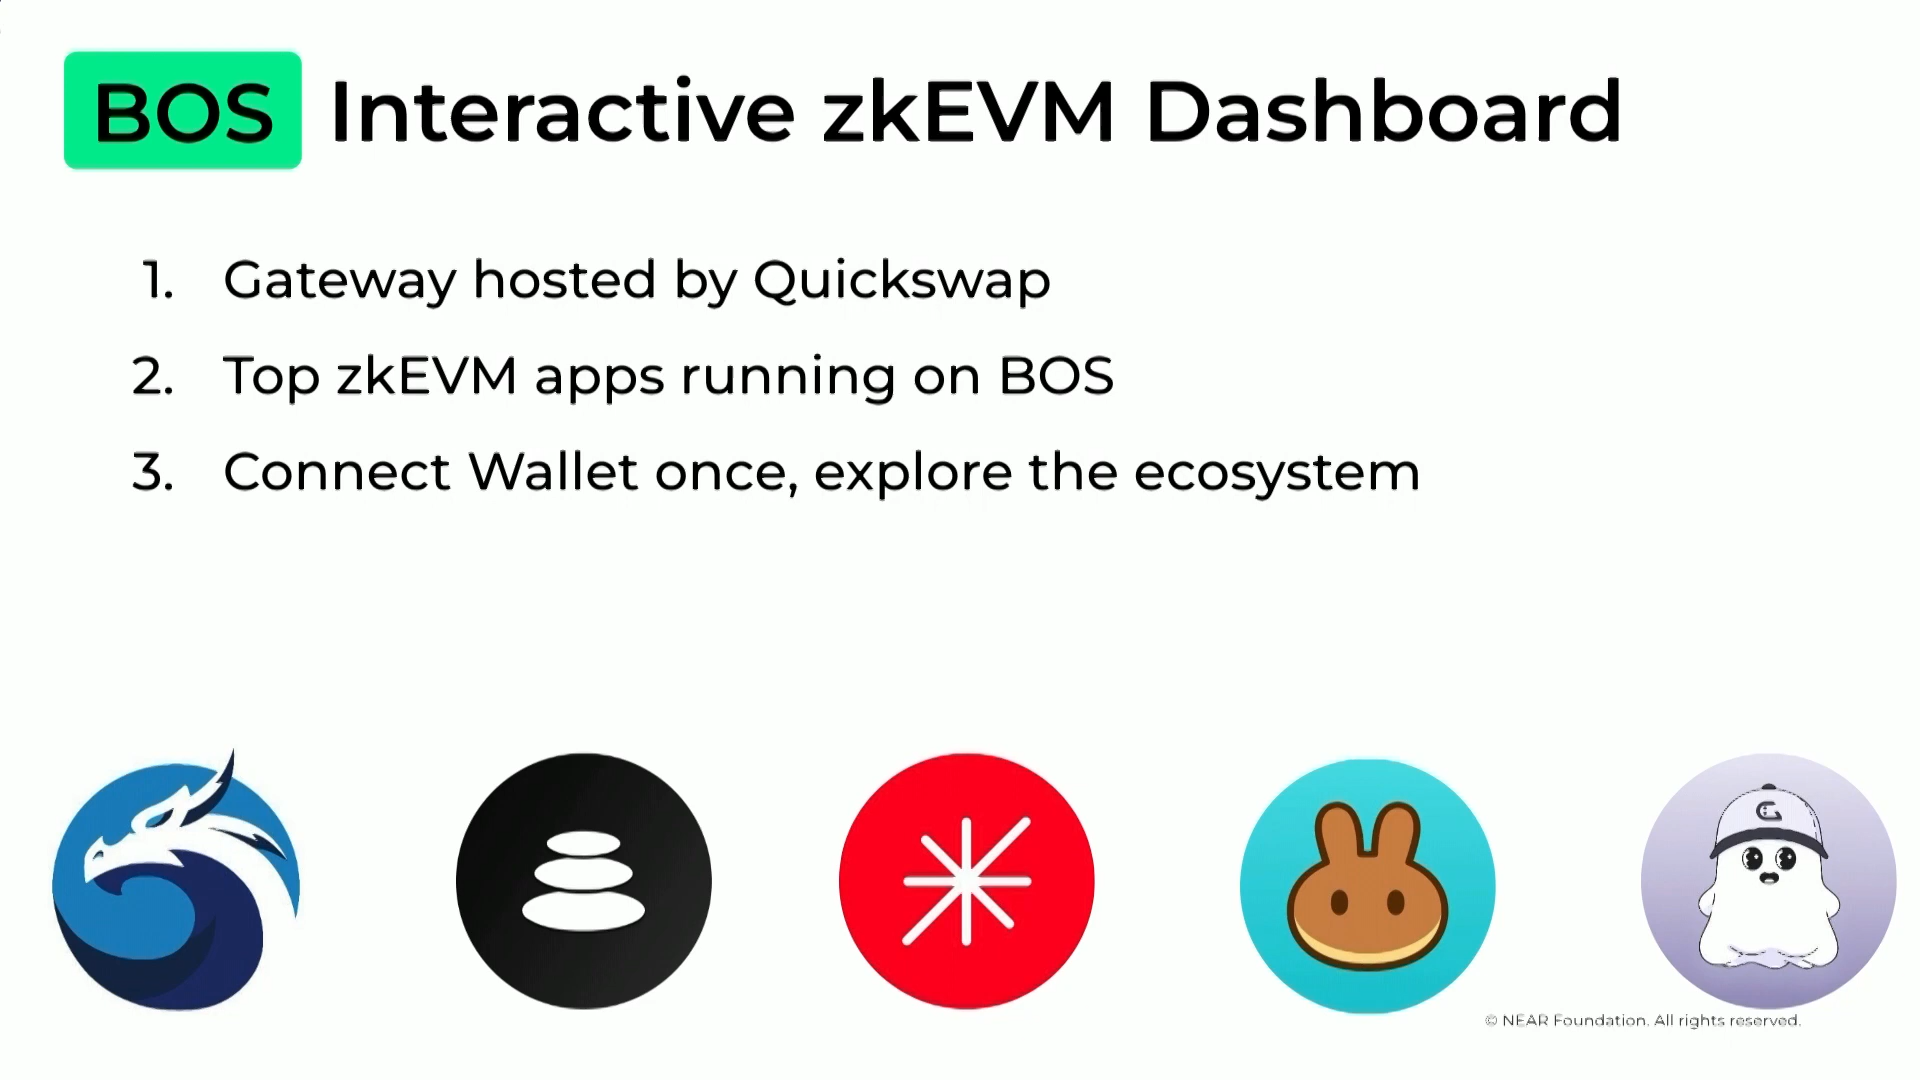 BOS Interactive zkEVM Dashboard
1. Gateway hosted by Quickswap
2. Top zkEVM apps running on BOS
3. Connect Wallet once, explore the ecosystem
G
© NEAR Foundation. All rights reserved.